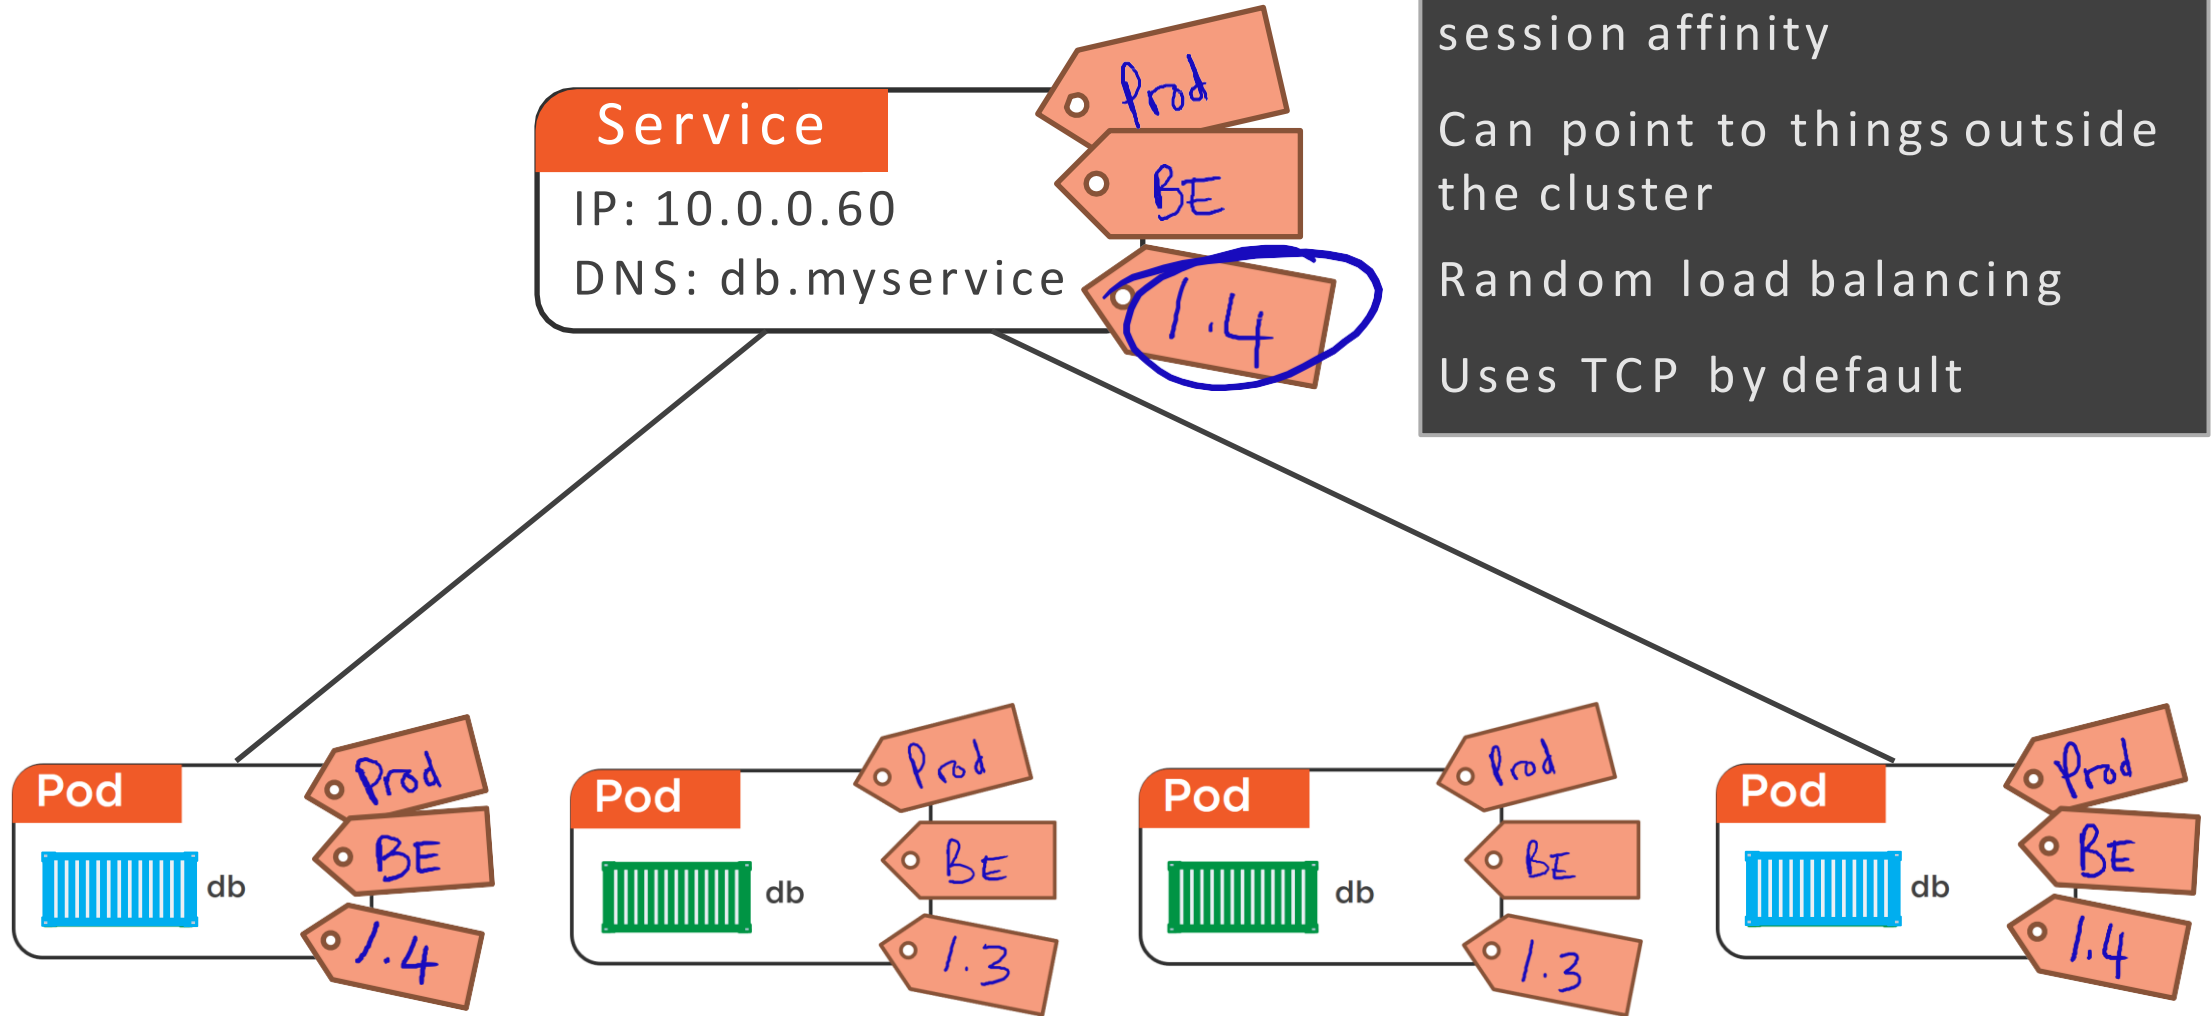 session affinity
Can point to things outside
the cluster
Random load balancing
Uses TCP by default
Service
IP: 10.0.0.60
DNS: db.myservice
Prod
BE
1.4
Pod
db
Prod
BE
1.4
Pod
db
Prod
BE
1.3
Pod
db
Prod
BE
1.3
Pod
db
Prod
BE
1.4